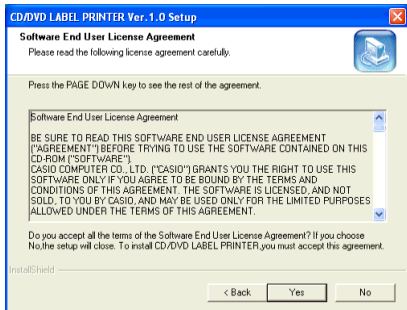 CD/DVD LABEL PRINTER Ver.1.0 Setup
Software End User License Agreement
Please read the following license agreement carefully.
Press the PAGE DOWN key to see the rest of the agreement.
Software End User License Agreement
BE SURE TO READ THIS SOFTWARE END USER LICENSE AGREEMENT
("AGREEMENT") BEFORE TRYING TO USE THE SOFTWARE CONTAINED ON THIS
CD-ROM ("SOFTWARE").
CASIO COMPUTER CO., LTD. ("CASIO") GRANTS YOU THE RIGHT TO USE THIS
SOFTWARE ONLY IF YOU AGREE TO BE BOUND BY THE TERMS AND
CONDITIONS OF THIS AGREEMENT. THE SOFTWARE IS LICENSED, AND NOT
SOLD, TO YOU BY CASIO, AND MAY BE USED ONLY FOR THE LIMITED PURPOSES
ALLOWED UNDER THE TERMS OF THIS AGREEMENT.
Do you accept all the terms of the Software End User License Agreement? If you choose
No,the setup will close. To install CD/DVD LABEL PRINTER,you must accept this agreement.
InstallShield
< Back Yes No